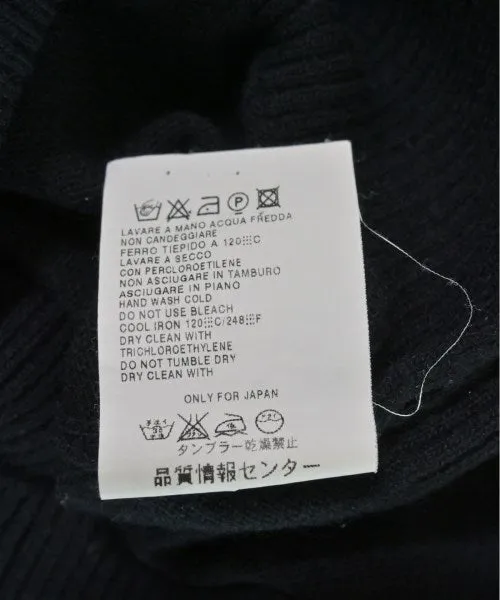 LAVARE A MANO ACQUA FREDDA
NON CANDEGGIARE
FERRO TIEPIDO A 120፧፧፧C
LAVARE A SECCO
CON PERCLOROETILENE
NON ASCIUGARE IN TAMBURO
ASCIUGARE IN PIANO
HAND WASH COLD
DO NOT USE BLEACH
COOL IRON 120፧፧፧C/248፧፧፧F
DRY CLEAN WITH
TRICHLOROETHYLENE
DO NOT TUMBLE DRY
DRY CLEAN WITH
ONLY FOR JAPAN
タンブラー乾燥禁止
品質情報センター